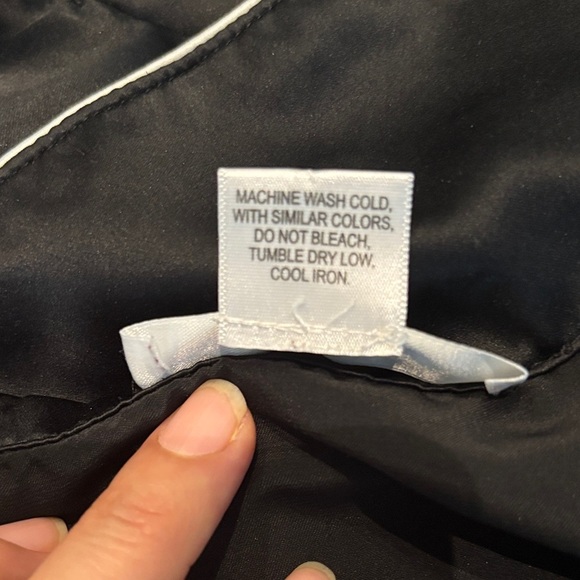 MACHINE WASH COLD,
WITH SIMILAR COLORS,
DO NOT BLEACH,
TUMBLE DRY LOW,
COOL IRON.